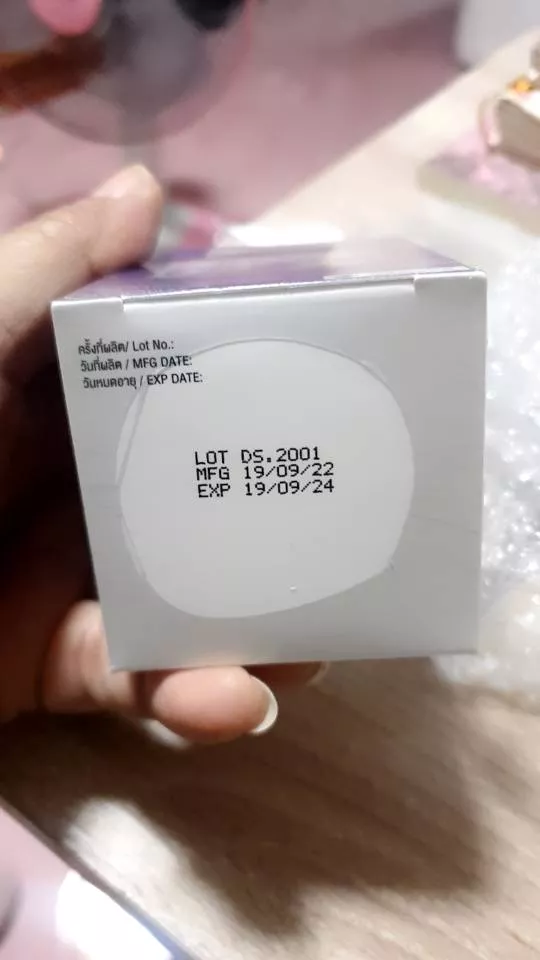 ครั้งที่ผลิต/ Lot No.:
วันที่ผลิต / MFG DATE:
วันหมดอายุ / EXP DATE:
LOT DS.2001
MFG 19/09/22
EXP 19/09/24